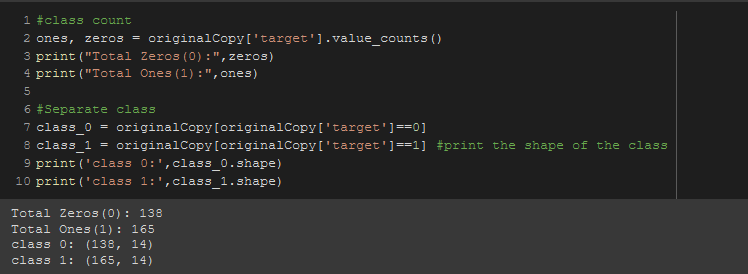 1 #class count
2 ones, zeros = originalCopy['target'].value_counts()
3 print("Total Zeros(0):",zeros)
4 print("Total Ones(1):",ones)
5
6 #Separate class
7 class_0 = originalCopy[originalCopy['target']==0]
8 class_1 = originalCopy[originalCopy['target']==1] #print the shape of the class
9 print('class 0:',class_0.shape)
10 print('class 1:',class_1.shape)
Total Zeros(0): 138
Total Ones(1): 165
class 0: (138, 14)
class 1: (165, 14)